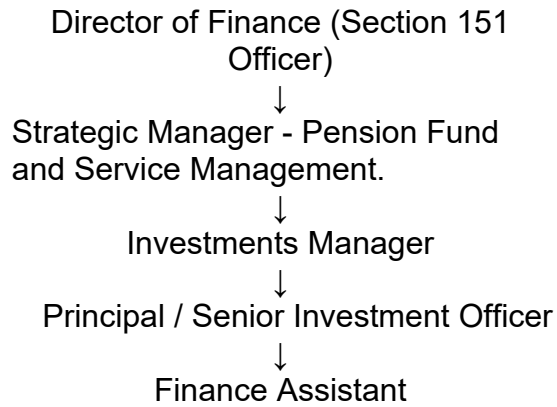 Director of Finance (Section 151
Officer)
↓
Strategic Manager - Pension Fund
and Service Management.
↓
Investments Manager
↓
Principal / Senior Investment Officer
↓
Finance Assistant